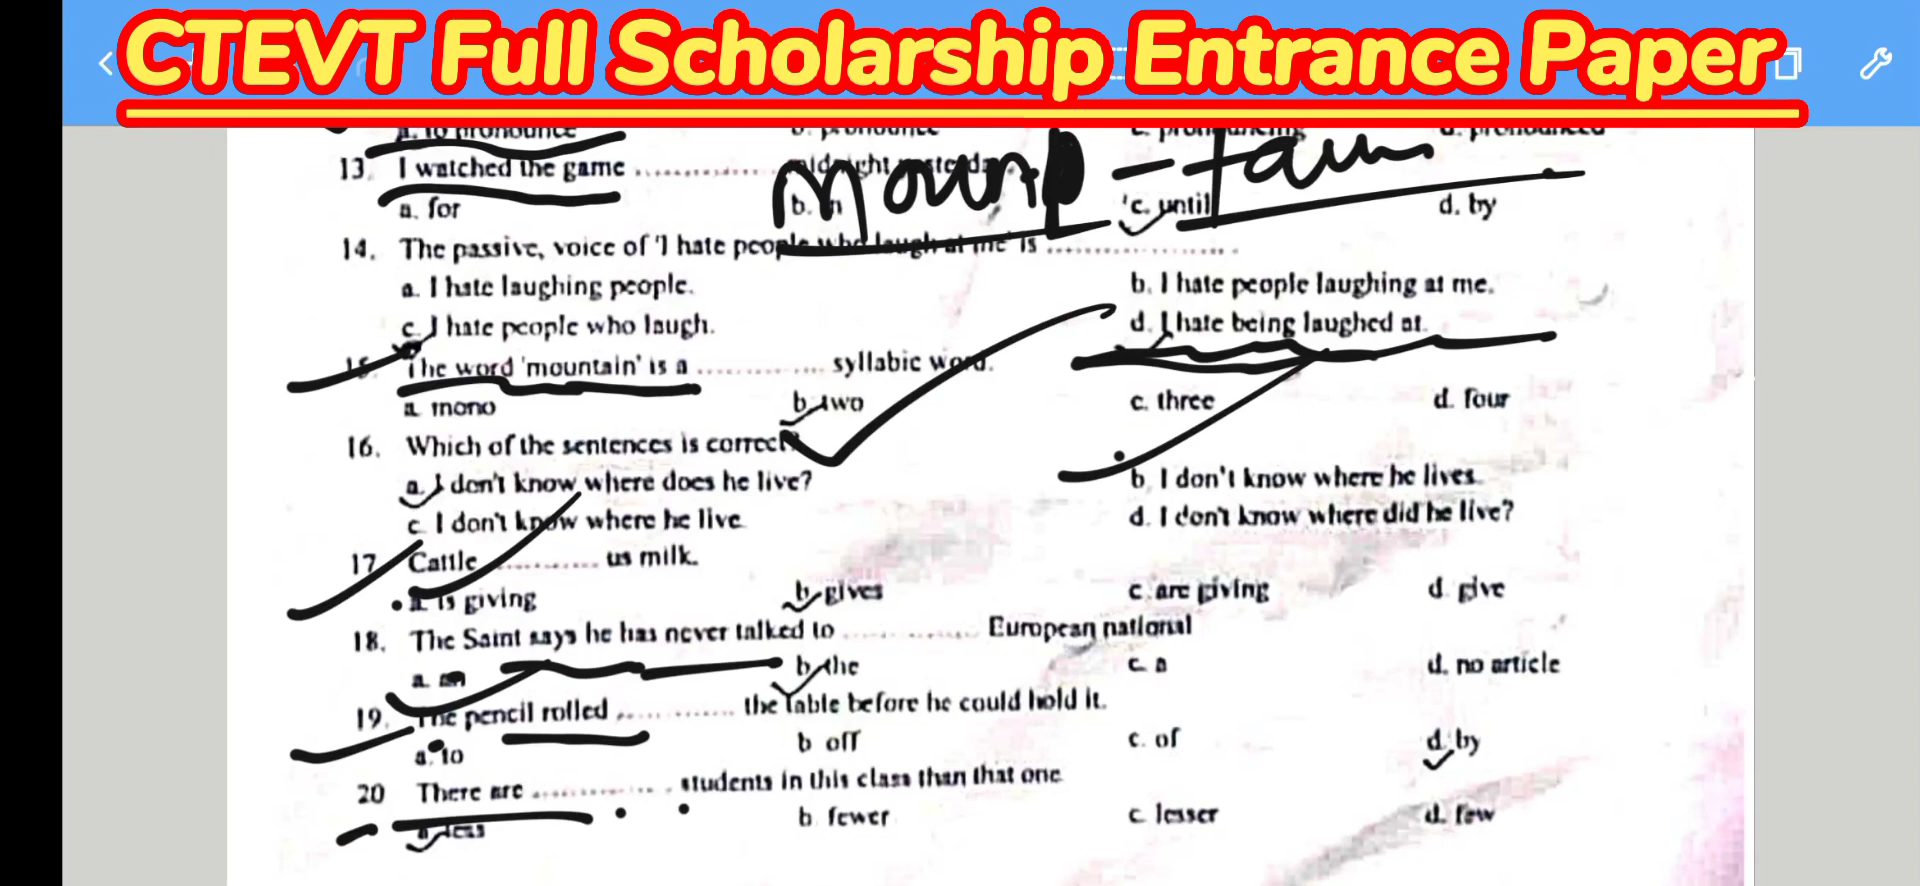 CTEVT Full Scholarship Entrance Paper
a. to pronounce b. pronounce c. pronouncing d. pronounced
13. I watched the game ............ midnight yesterday
a. for b. in c. until d. by
14. The passive, voice of 'I hate people who laugh at me' is ............
a. I hate laughing people. b. I hate people laughing at me.
c. I hate people who laugh. d. I hate being laughed at.
15. The word 'mountain' is a ............ syllabic word.
a. mono b. two c. three d. four
16. Which of the sentences is correct?
a. I don't know where does he live? b. I don't know where he lives.
c. I don't know where he live d. I don't know where did he live?
17 Cattle ............ us milk.
a. is giving b. gives c. are giving d. give
18. The Saint says he has never talked to ............ European national
a. an b. the c. a d. no article
19. The pencil rolled ............ the table before he could hold it.
a. to b off c. of d. by
20 There are ............ students in this class than that one
a. less b. fewer c. lesser d. few